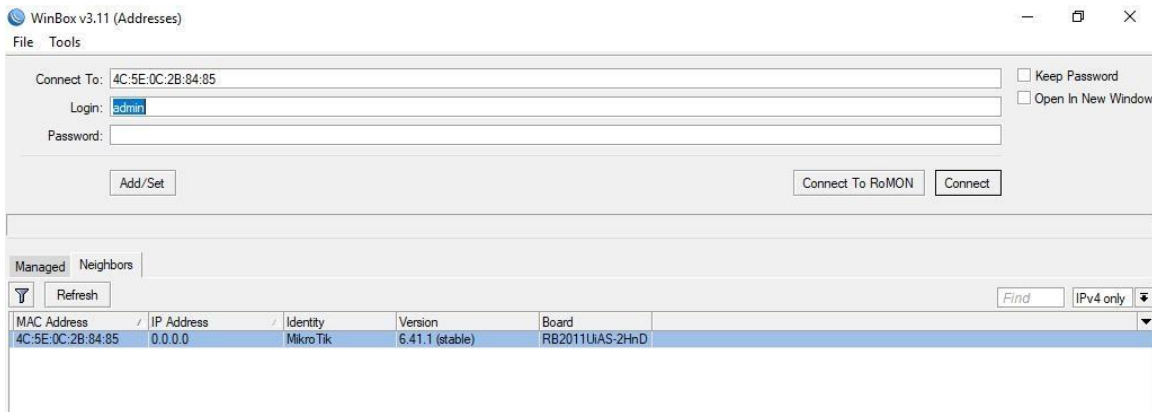 WinBox v3.11 (Addresses)
File Tools
Connect To: 4C:5E:0C:2B:84:85
Keep Password
Login: admin
Open In New Window
Password:
Add/Set Connect To RoMON Connect
Managed Neighbors
Refresh Find IPv4 only
MAC Address IP Address Identity Version Board
4C:5E:0C:2B:84:85 0.0.0.0 MikroTik 6.41.1 (stable) RB2011UiAS-2HnD